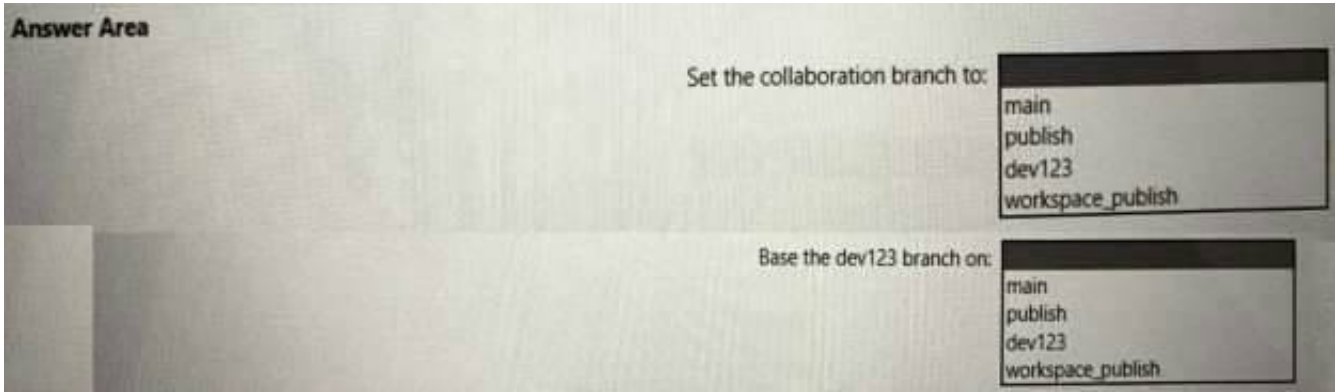 Answer Area
Set the collaboration branch to:
main
publish
dev123
workspace_publish
Base the dev123 branch on:
main
publish
dev123
workspace_publish